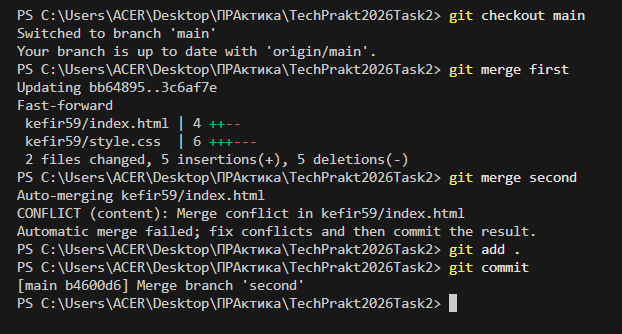 PS C:\Users\ACER\Desktop\ПРАктика\TechPrakt2026Task2> git checkout main
Switched to branch 'main'
Your branch is up to date with 'origin/main'.
PS C:\Users\ACER\Desktop\ПРАктика\TechPrakt2026Task2> git merge first
Updating bb64895..3c6af7e
Fast-forward
 kefir59/index.html | 4 ++--
 kefir59/style.css  | 6 +++---
 2 files changed, 5 insertions(+), 5 deletions(-)
PS C:\Users\ACER\Desktop\ПРАктика\TechPrakt2026Task2> git merge second
Auto-merging kefir59/index.html
CONFLICT (content): Merge conflict in kefir59/index.html
Automatic merge failed; fix conflicts and then commit the result.
PS C:\Users\ACER\Desktop\ПРАктика\TechPrakt2026Task2> git add .
PS C:\Users\ACER\Desktop\ПРАктика\TechPrakt2026Task2> git commit
[main b4600d6] Merge branch 'second'
PS C:\Users\ACER\Desktop\ПРАктика\TechPrakt2026Task2>